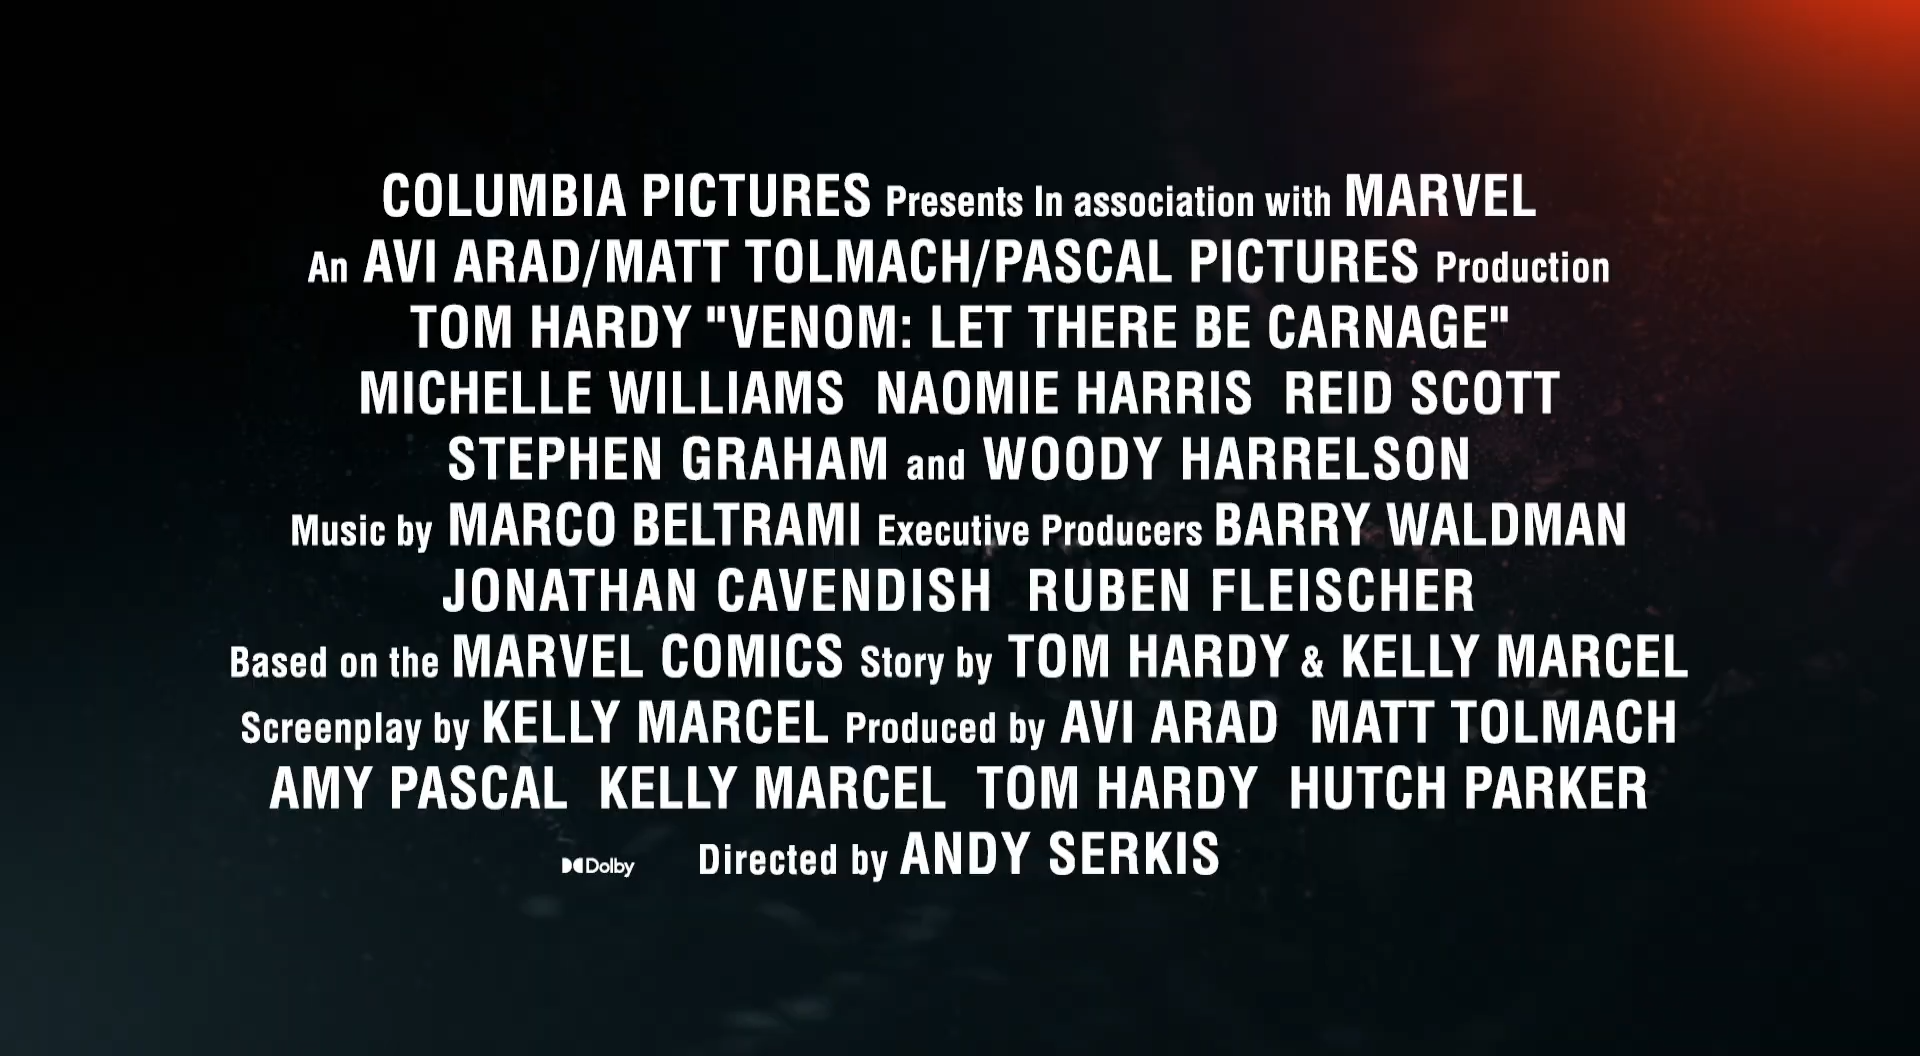 COLUMBIA PICTURES Presents In association with MARVEL
An AVI ARAD/MATT TOLMACH/PASCAL PICTURES Production
TOM HARDY "VENOM: LET THERE BE CARNAGE"
MICHELLE WILLIAMS NAOMIE HARRIS REID SCOTT
STEPHEN GRAHAM and WOODY HARRELSON
Music by MARCO BELTRAMI Executive Producers BARRY WALDMAN
JONATHAN CAVENDISH RUBEN FLEISCHER
Based on the MARVEL COMICS Story by TOM HARDY & KELLY MARCEL
Screenplay by KELLY MARCEL Produced by AVI ARAD MATT TOLMACH
AMY PASCAL KELLY MARCEL TOM HARDY HUTCH PARKER
Dolby Directed by ANDY SERKIS